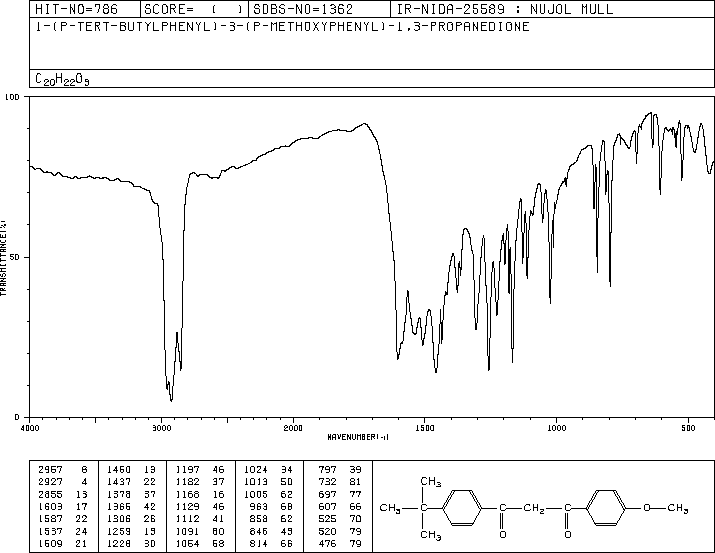 HIT-NO=786 SCORE= ( ) SDBS-NO=1362 IR-NIDA-25589 : NUJOL MULL
1-(P-TERT-BUTYLPHENYL)-3-(P-METHOXYPHENYL)-1,3-PROPANEDIONE
C20H22O3
100
50
0
TRANSMITTANCE(%)
4000 3000 2000 1500 1000 500
WAVENUMBER(-1)
2957 6 1460 13 1197 46 1024 34 797 39
2927 4 1437 22 1182 37 1013 50 732 81
2855 13 1378 37 1168 16 1005 62 697 77
1603 17 1366 42 1129 46 963 68 607 66
1587 22 1306 26 1112 41 858 62 525 70
1537 24 1259 13 1091 60 846 43 520 79
1509 21 1228 30 1054 58 814 66 476 79
CH3
CH3 C CH2 C O CH3
CH3 O O